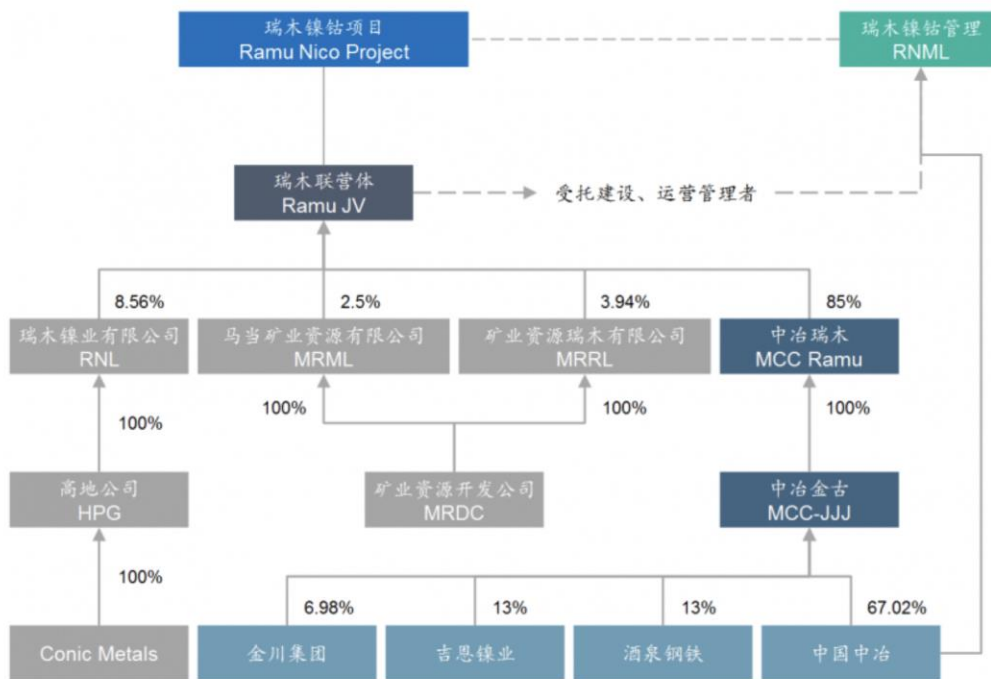 瑞木镍钴项目
Ramu Nico Project
瑞木镍钴管理
RNML
瑞木联营体
Ramu JV
受托建设、运营管理者
8.56%
2.5%
3.94%
85%
瑞木镍业有限公司
RNL
马当矿业资源有限公司
MRML
矿业资源瑞木有限公司
MRRL
中冶瑞木
MCC Ramu
100%
100%
100%
100%
高地公司
HPG
矿业资源开发公司
MRDC
中冶金古
MCC-JJJ
100%
6.98%
13%
13%
67.02%
Conic Metals
金川集团
吉恩镍业
酒泉钢铁
中国中冶